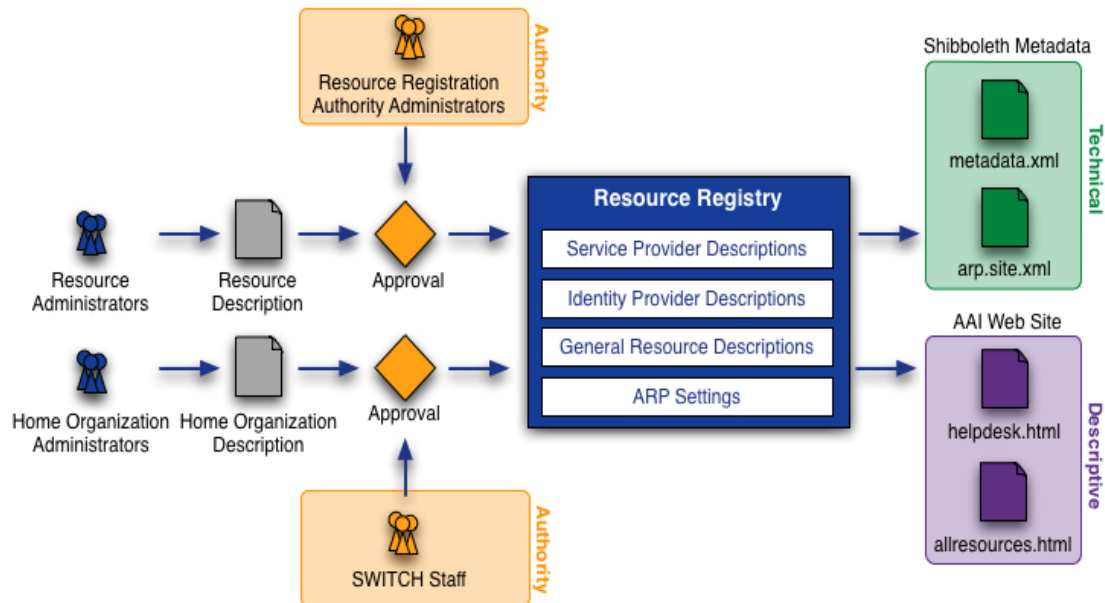 Resource Registration
Authority Administrators
Authority
Shibboleth Metadata
metadata.xml
arp.site.xml
Technical
Resource
Administrators
Resource
Description
Approval
Resource Registry
Service Provider Descriptions
Identity Provider Descriptions
General Resource Descriptions
ARP Settings
Home Organization
Administrators
Home Organization
Description
Approval
AAI Web Site
helpdesk.html
allresources.html
Descriptive
SWITCH Staff
Authority